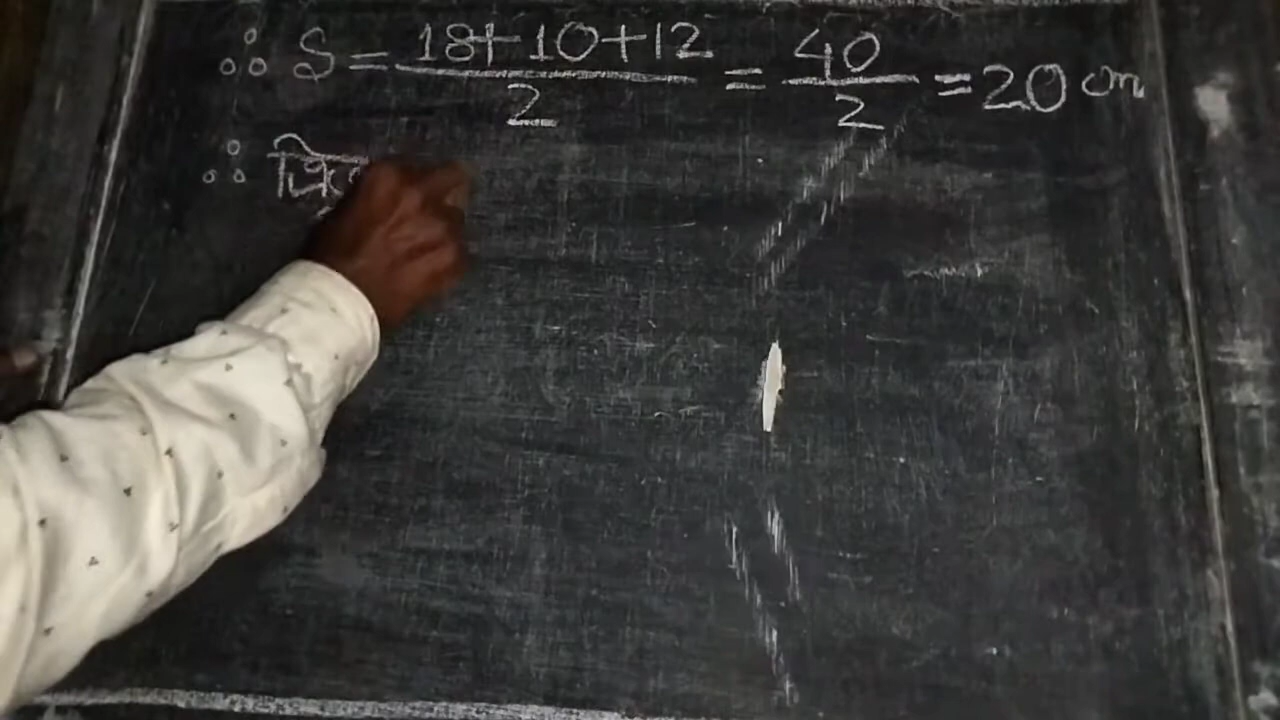 ∴ S = (18+10+12)/2 = 40/2 = 20 cm
∴